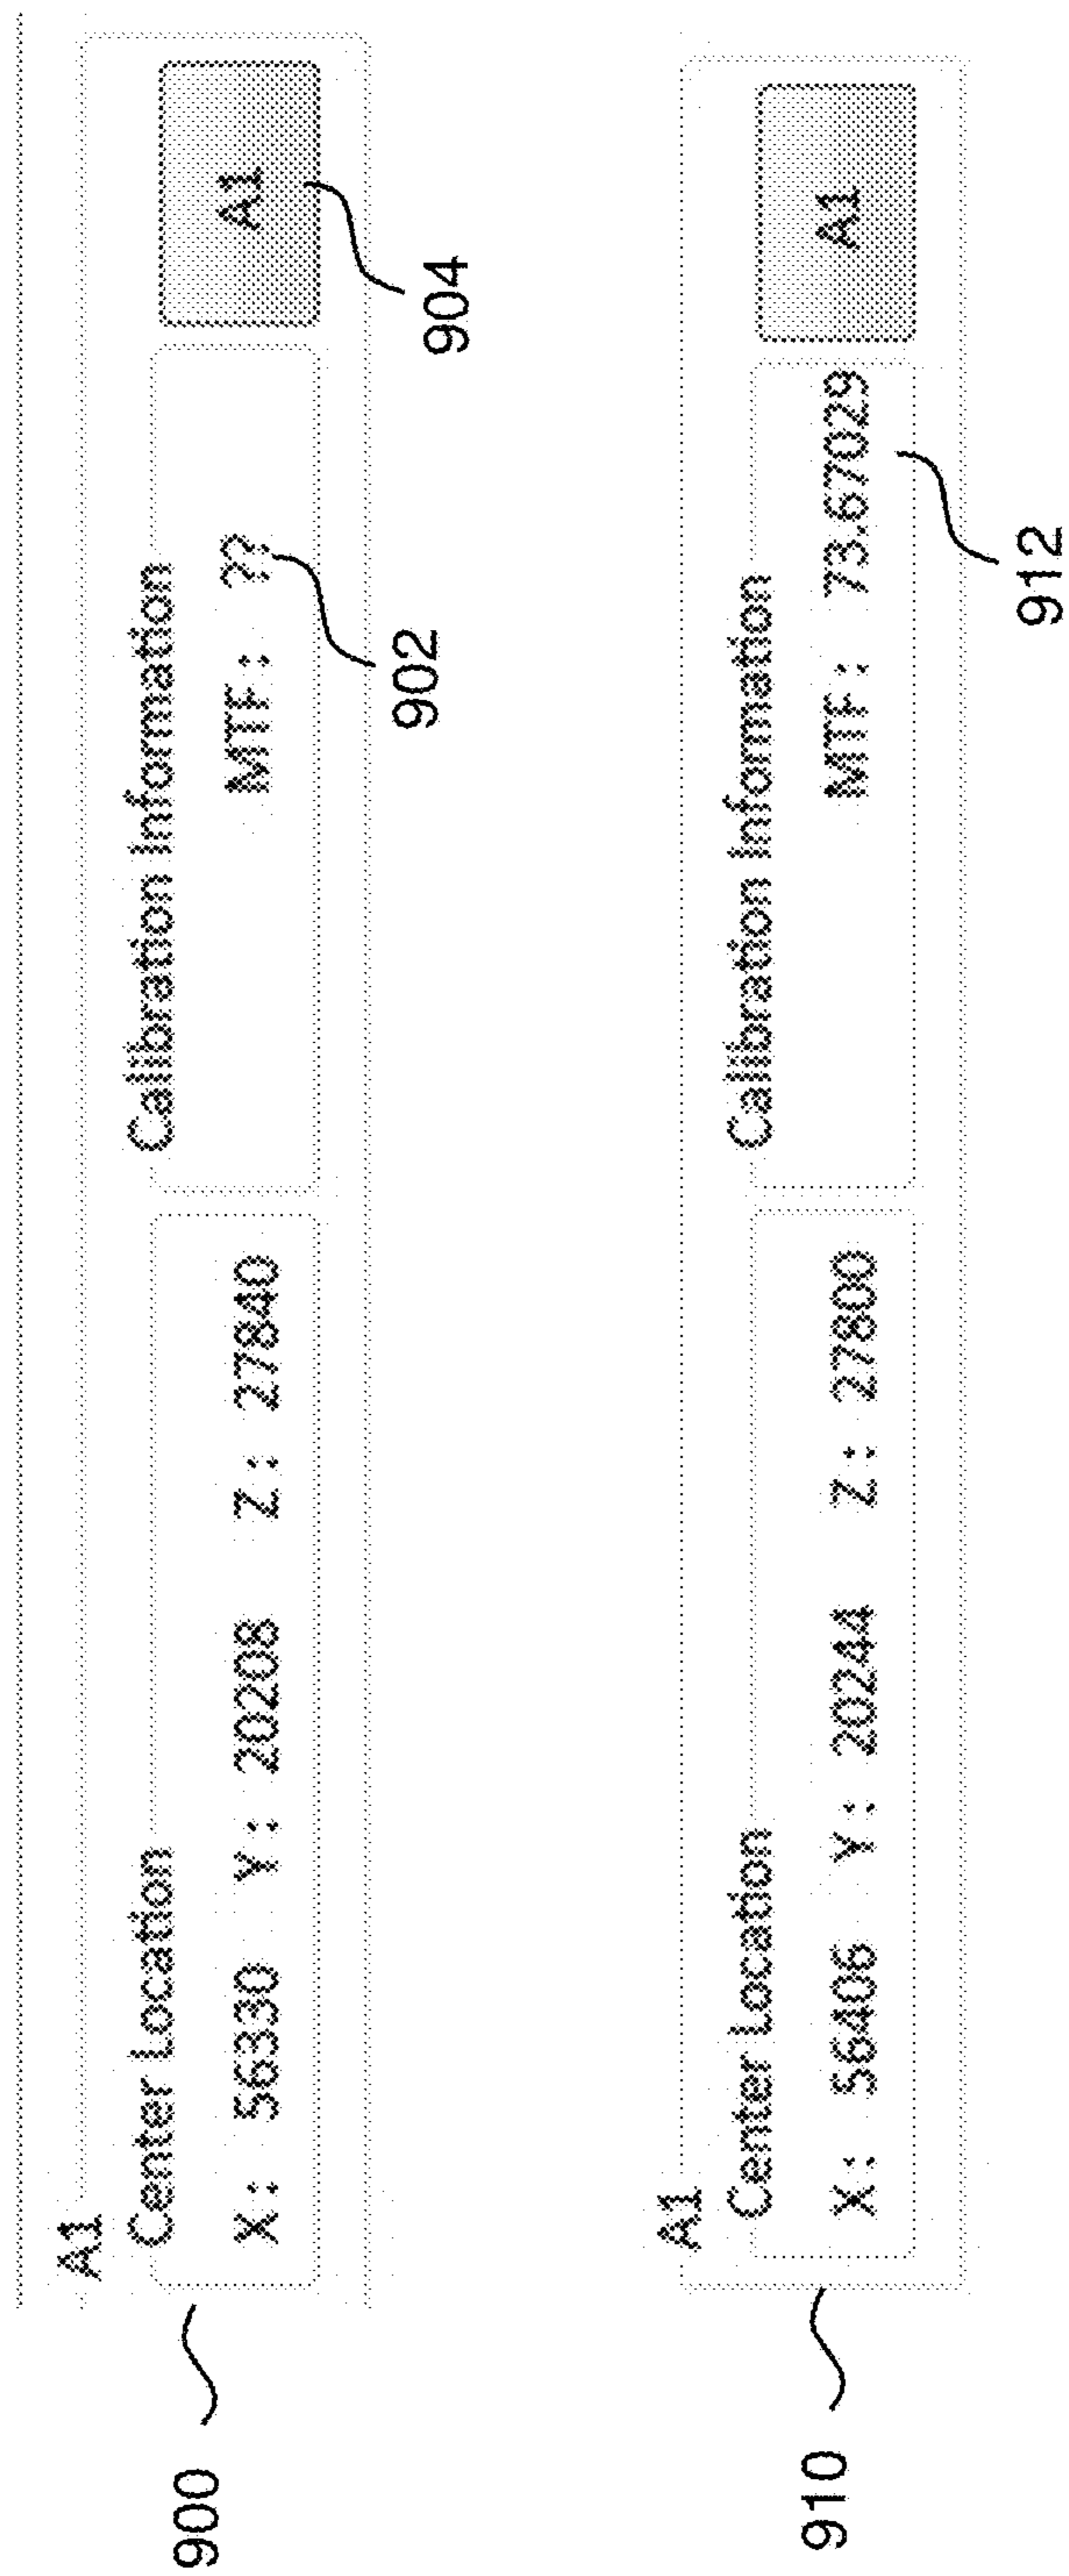 A1
Center Location
Calibration Information
X: 56330 Y: 20208 Z: 27840
MTF: ??
A1
900
902
904
A1
Center Location
Calibration Information
X: 56406 Y: 20244 Z: 27800
MTF: 73.67029
A1
910
912